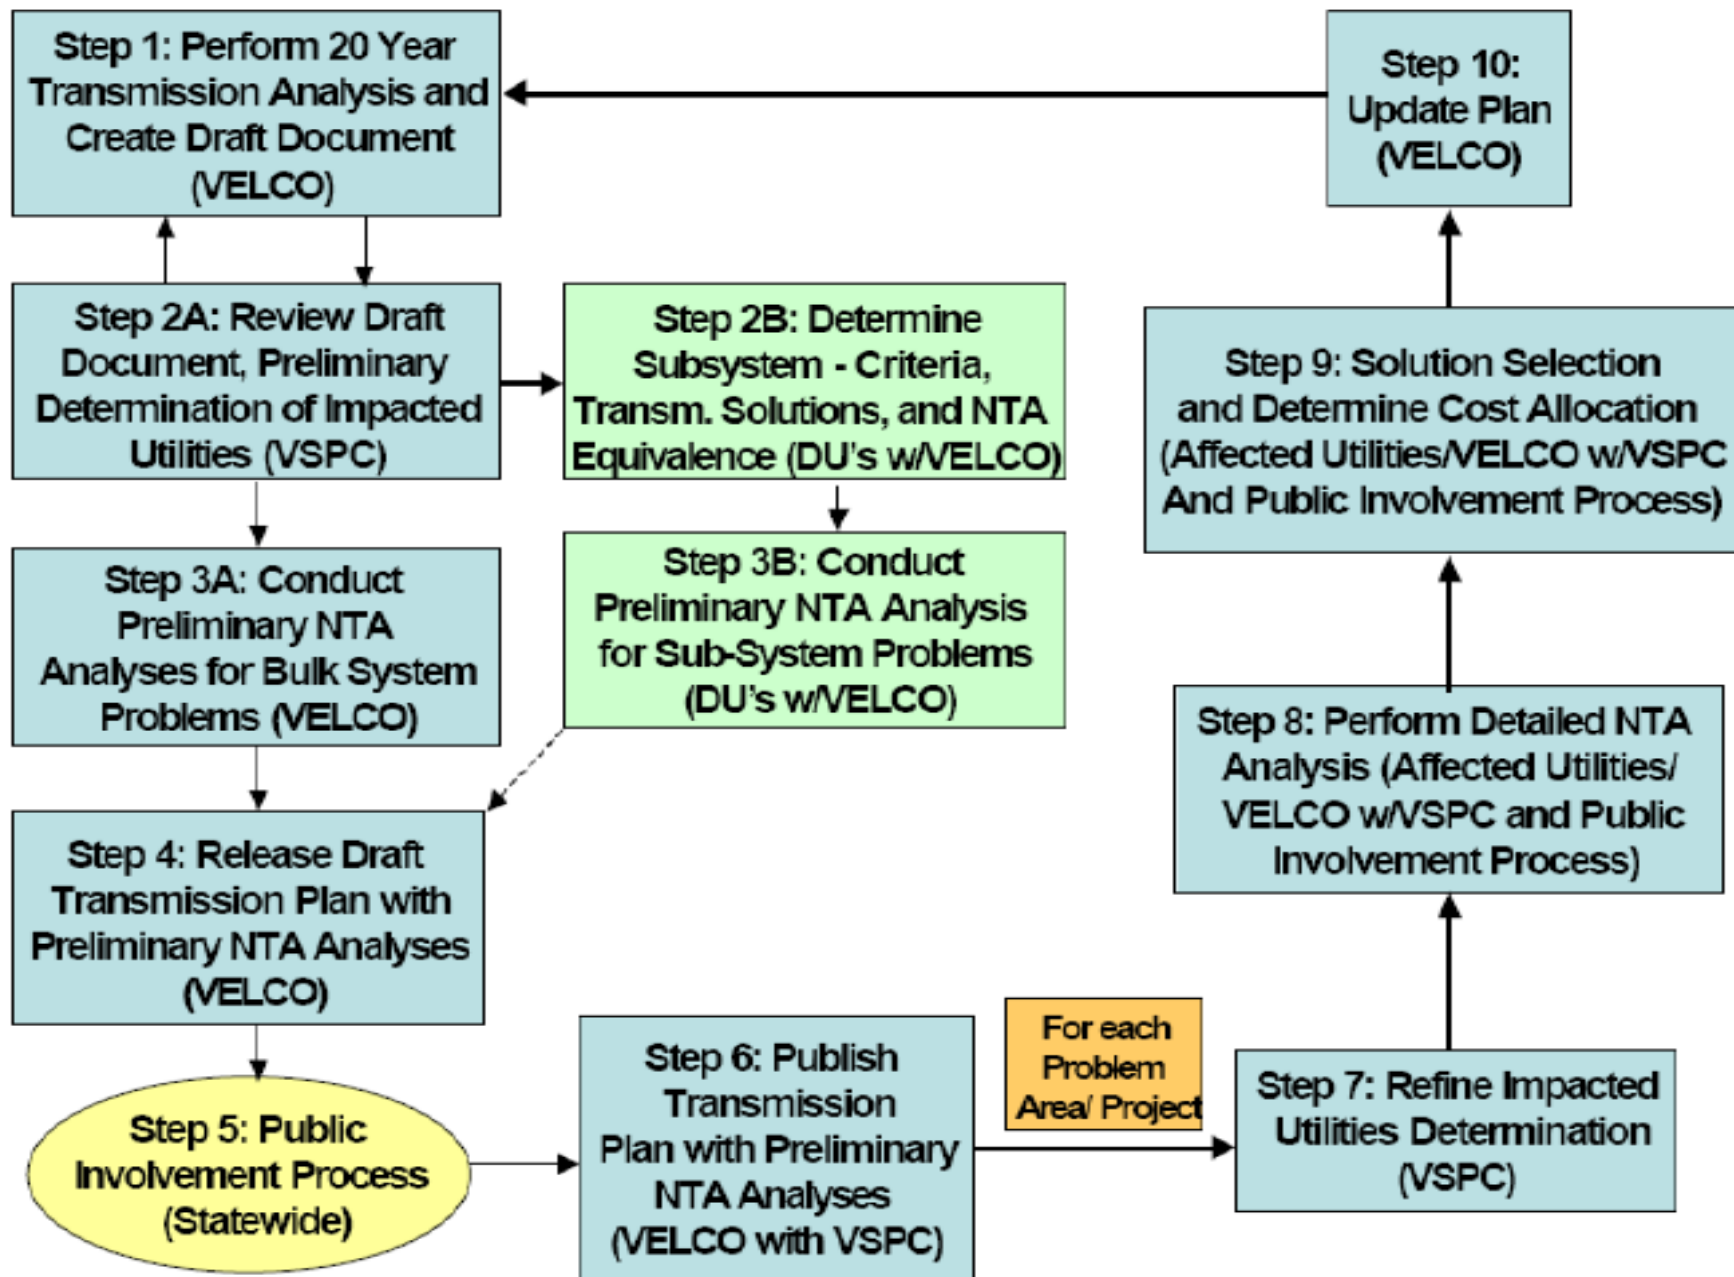 Step 1: Perform 20 Year
Transmission Analysis and
Create Draft Document
(VELCO)
Step 2A: Review Draft
Document, Preliminary
Determination of Impacted
Utilities (VSPC)
Step 2B: Determine
Subsystem - Criteria,
Transm. Solutions, and NTA
Equivalence (DU's w/VELCO)
Step 3A: Conduct
Preliminary NTA
Analyses for Bulk System
Problems (VELCO)
Step 3B: Conduct
Preliminary NTA Analysis
for Sub-System Problems
(DU's w/VELCO)
Step 4: Release Draft
Transmission Plan with
Preliminary NTA Analyses
(VELCO)
Step 5: Public
Involvement Process
(Statewide)
Step 6: Publish
Transmission
Plan with Preliminary
NTA Analyses
(VELCO with VSPC)
For each
Problem
Area/ Project
Step 7: Refine Impacted
Utilities Determination
(VSPC)
Step 8: Perform Detailed NTA
Analysis (Affected Utilities/
VELCO w/VSPC and Public
Involvement Process)
Step 9: Solution Selection
and Determine Cost Allocation
(Affected Utilities/VELCO w/VSPC
And Public Involvement Process)
Step 10:
Update Plan
(VELCO)